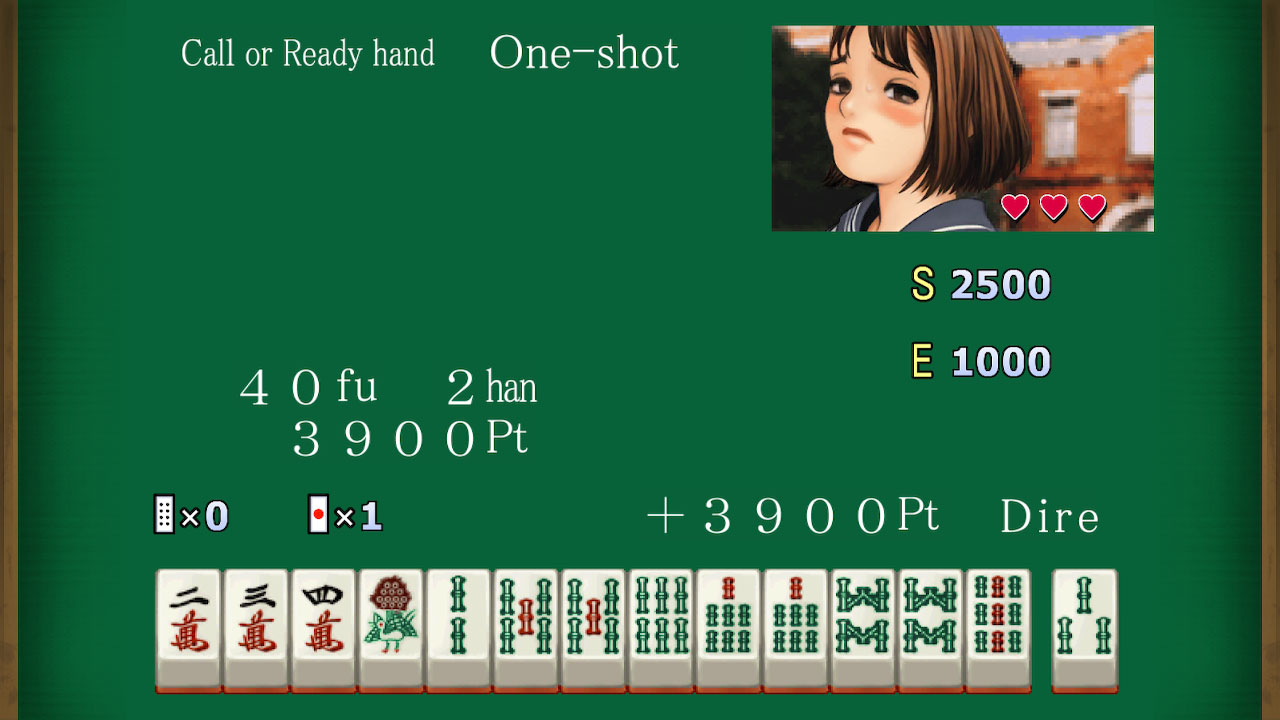 Call or Ready hand One-shot
S 2500
E 1000
40fu 2han
3900Pt
×0 ×1 +3900Pt Dire
二萬 三萬 四萬